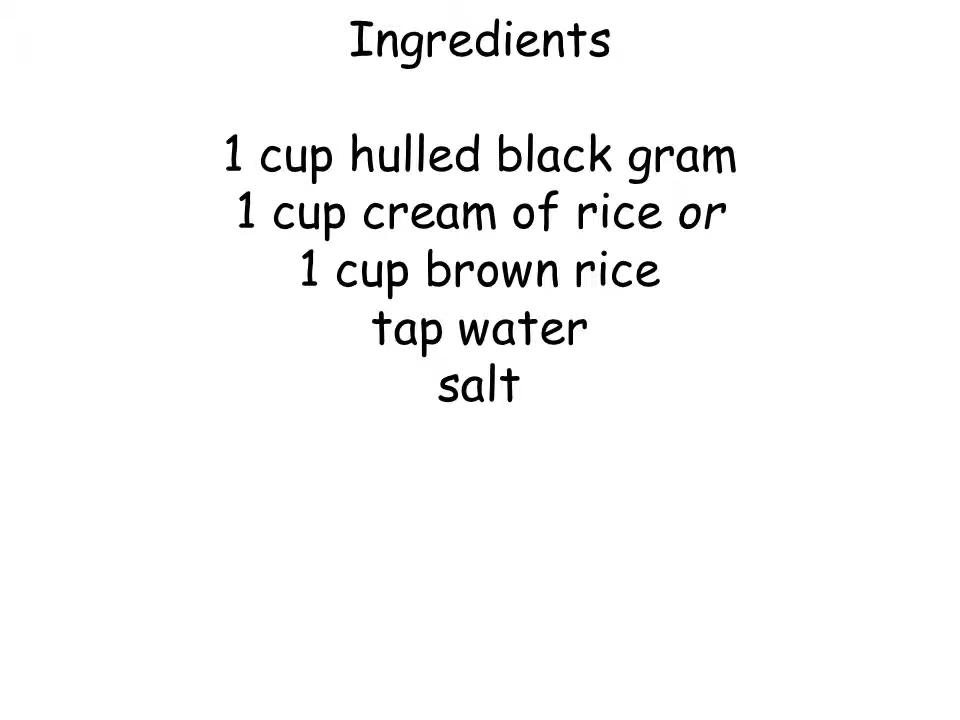 Ingredients
1 cup hulled black gram
1 cup cream of rice or
1 cup brown rice
tap water
salt